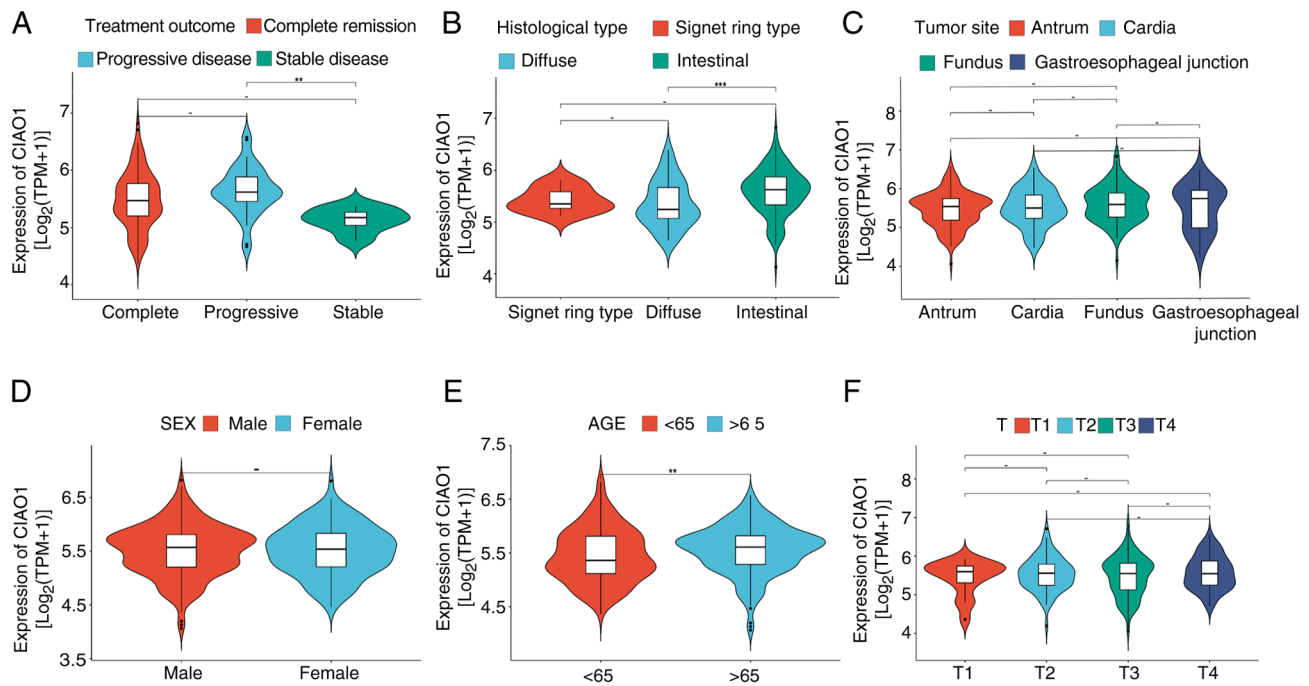 A
Treatment outcome Complete remission
Progressive disease Stable disease
**
-
-
Expression of CIAO1
[Log2(TPM+1)]
7
6
5
4
Complete Progressive Stable
B
Histological type Signet ring type
Diffuse Intestinal
***
-
-
Expression of CIAO1
[Log2(TPM+1)]
7
6
5
4
Signet ring type Diffuse Intestinal
C
Tumor site Antrum Cardia
Fundus Gastroesophageal junction
-
-
-
-
-
-
Expression of CIAO1
[Log2(TPM+1)]
8
7
6
5
4
Antrum Cardia Fundus Gastroesophageal
junction
D
SEX Male Female
-
Expression of CIAO1
[Log2(TPM+1)]
6.5
5.5
4.5
3.5
Male Female
E
AGE <65 >6 5
**
Expression of CIAO1
[Log2(TPM+1)]
7.5
6.5
5.5
4.5
<65 >65
F
T T1 T2 T3 T4
-
-
-
-
-
-
Expression of CIAO1
[Log2(TPM+1)]
8
7
6
5
4
T1 T2 T3 T4